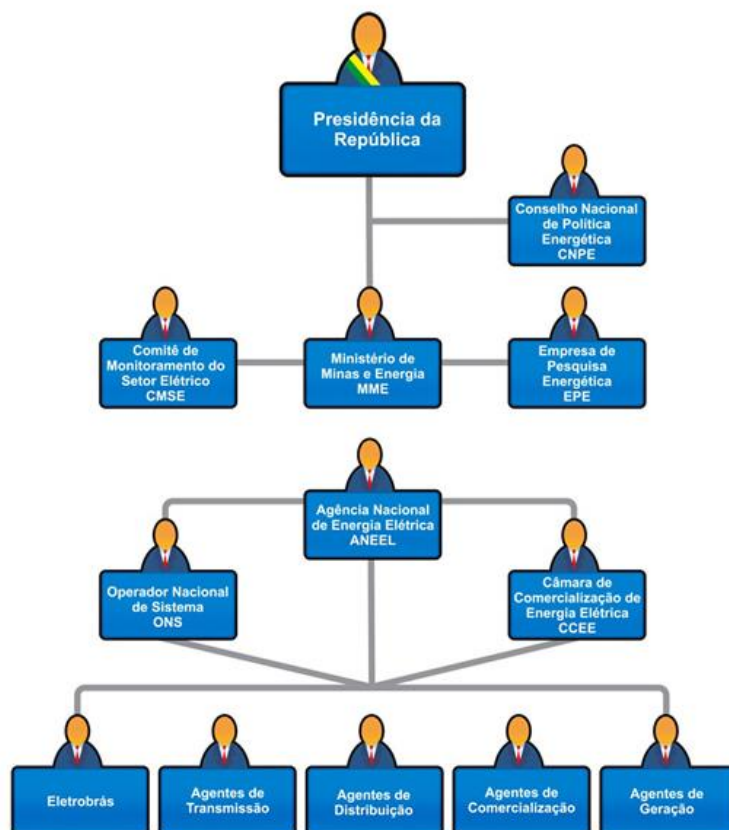 Presidência da
República
Conselho Nacional
de Política
Energética
CNPE
Comitê de
Monitoramento do
Setor Elétrico
CMSE
Ministério de
Minas e Energia
MME
Empresa de
Pesquisa
Energética
EPE
Agência Nacional
de Energia Elétrica
ANEEL
Operador Nacional
de Sistema
ONS
Câmara de
Comercialização de
Energia Elétrica
CCEE
Eletrobrás
Agentes de
Transmissão
Agentes de
Distribuição
Agentes de
Comercialização
Agentes de
Geração